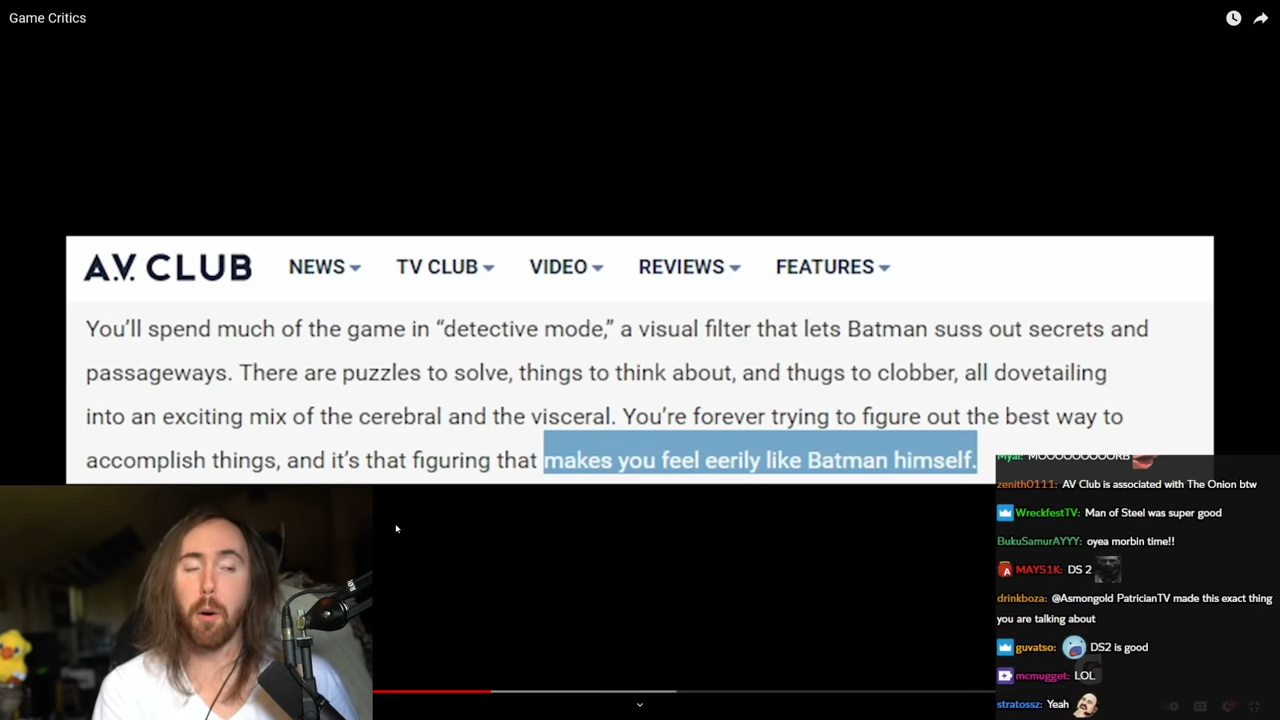 Game Critics
A.V. CLUB NEWS TV CLUB VIDEO REVIEWS FEATURES
You’ll spend much of the game in “detective mode,” a visual filter that lets Batman suss out secrets and
passageways. There are puzzles to solve, things to think about, and thugs to clobber, all dovetailing
into an exciting mix of the cerebral and the visceral. You’re forever trying to figure out the best way to
accomplish things, and it’s that figuring that makes you feel eerily like Batman himself.
zenith0111: AV Club is associated with The Onion btw
WreckfestTV: Man of Steel was super good
BukuSamurAYYY: oyea morbin time!!
MAYS1K: DS 2
drinkboza: @Asmongold PatricianTV made this exact thing
you are talking about
guvatso: DS2 is good
mcmugget: LOL
stratossz: Yeah